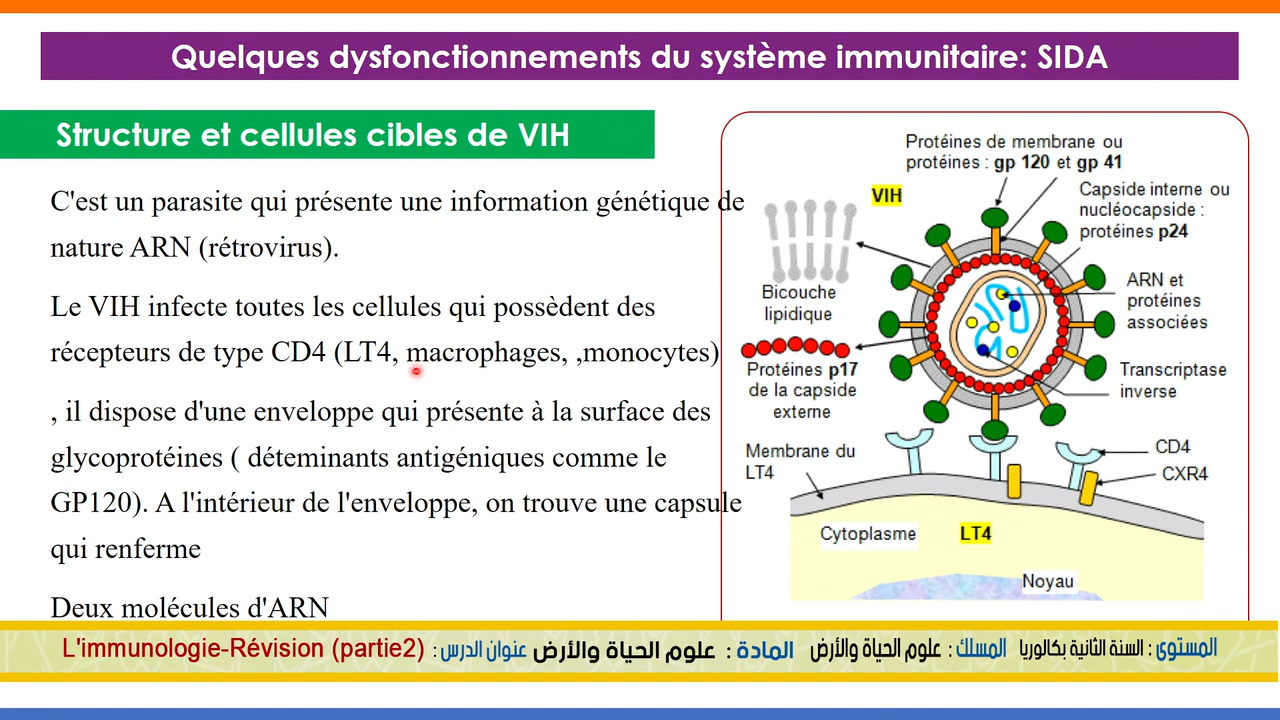 Quelques dysfonctionnements du système immunitaire: SIDA
Structure et cellules cibles de VIH
C'est un parasite qui présente une information génétique de
nature ARN (rétrovirus).
Le VIH infecte toutes les cellules qui possèdent des
récepteurs de type CD4 (LT4, macrophages, ,monocytes)
, il dispose d'une enveloppe qui présente à la surface des
glycoprotéines ( déteminants antigéniques comme le
GP120). A l'intérieur de l'enveloppe, on trouve une capsule
qui renferme
Deux molécules d'ARN
Protéines de membrane ou
protéines : gp 120 et gp 41
VIH
Capside interne ou
nucléocapside :
protéines p24
Bicouche
lipidique
ARN et
protéines
associées
Protéines p17
de la capside
externe
Transcriptase
inverse
Membrane du
LT4
CD4
CXR4
Cytoplasme
LT4
Noyau
المستوى : السنة الثانية بكالوريا المسلك : علوم الحياة والأرض المادة : علوم الحياة والأرض عنوان الدرس : L'immunologie-Révision (partie2)